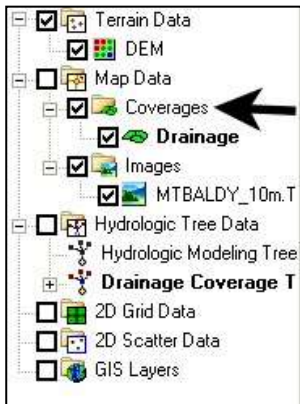 Terrain Data
DEM
Map Data
Coverages
Drainage
Images
MTBALDY_10m.T
Hydrologic Tree Data
Hydrologic Modeling Tree
Drainage Coverage T
2D Grid Data
2D Scatter Data
GIS Layers